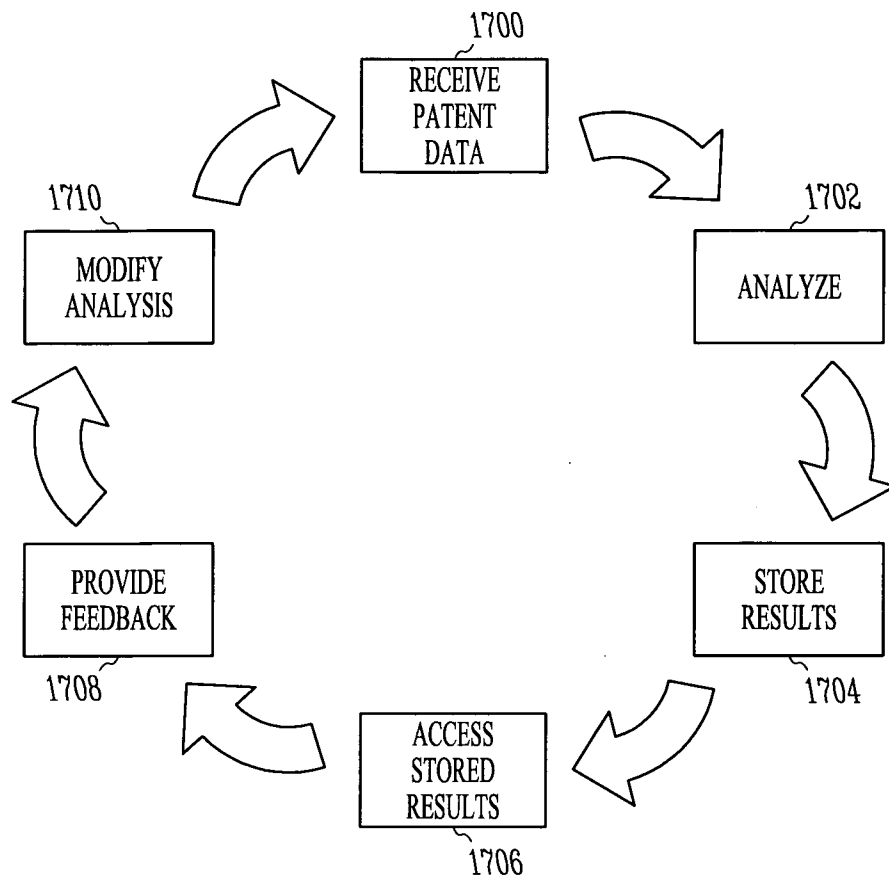 1700
RECEIVE
PATENT
DATA
1702
ANALYZE
STORE
RESULTS
1704
ACCESS
STORED
RESULTS
1706
PROVIDE
FEEDBACK
1708
1710
MODIFY
ANALYSIS